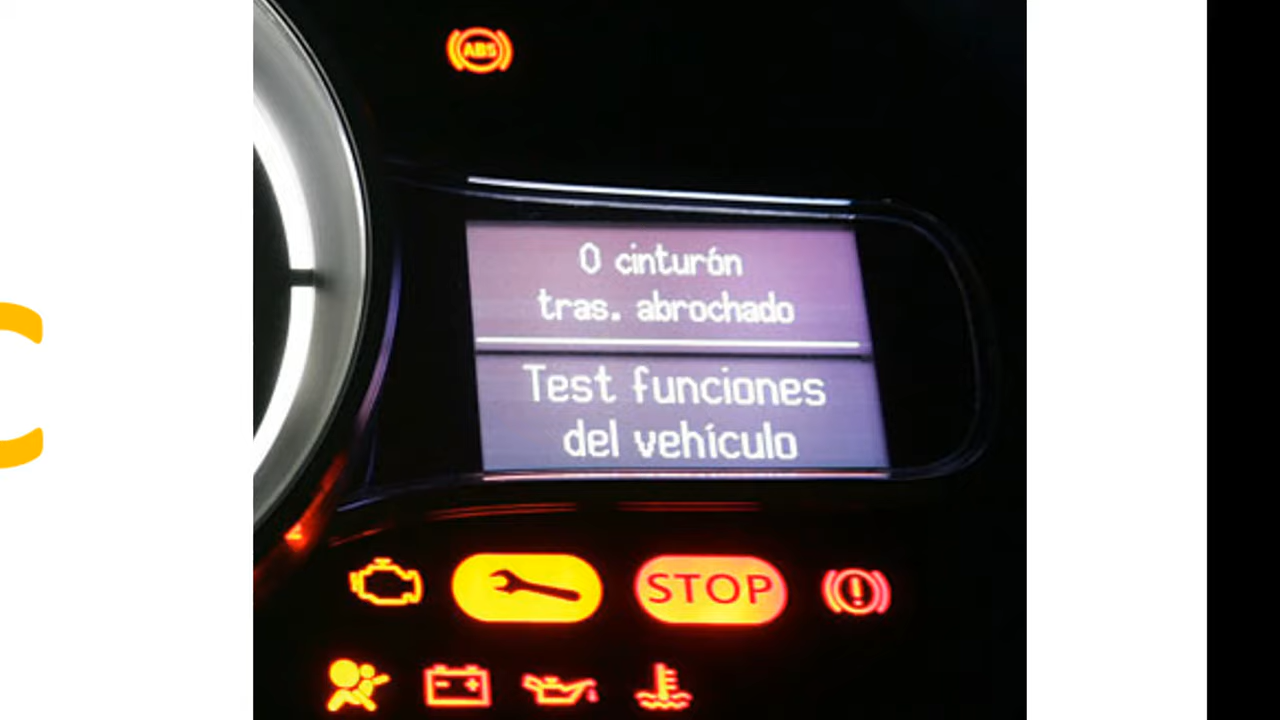 ABS
0 cinturón
tras. abrochado
Test funciones
del vehículo
STOP